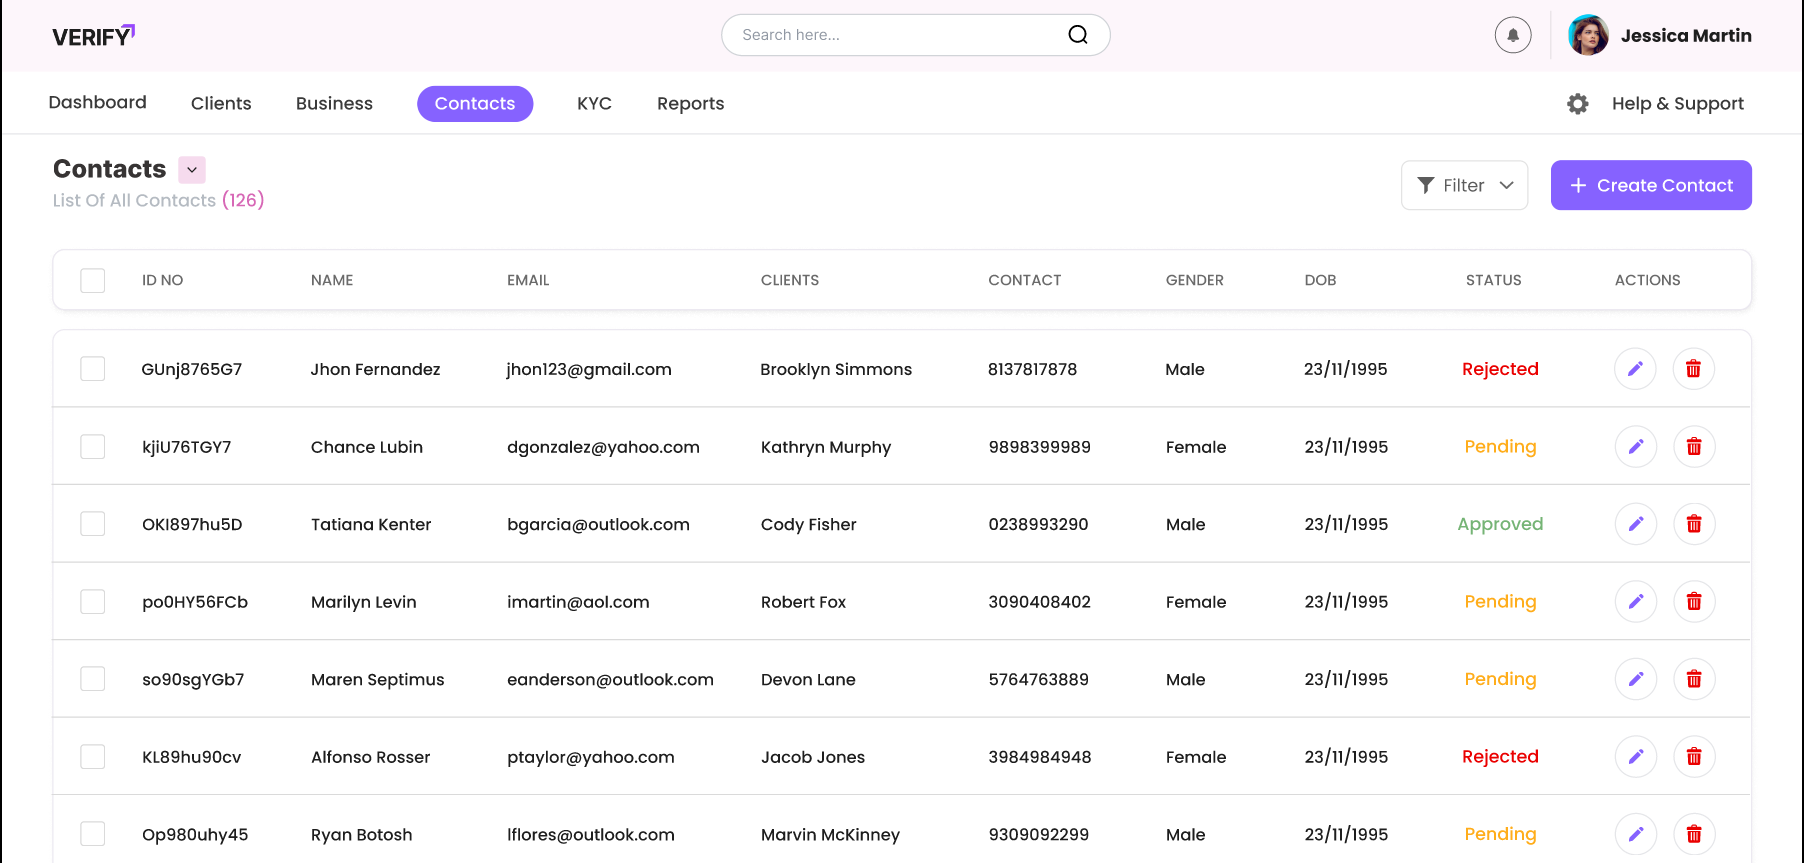 VERIFY
Search here...
Jessica Martin
Dashboard Clients Business Contacts KYC Reports Help & Support
Contacts
List Of All Contacts (126)
Filter
+ Create Contact
ID NO NAME EMAIL CLIENTS CONTACT GENDER DOB STATUS ACTIONS
GUnj8765G7 Jhon Fernandez jhon123@gmail.com Brooklyn Simmons 8137817878 Male 23/11/1995 Rejected
kjiU76TGY7 Chance Lubin dgonzalez@yahoo.com Kathryn Murphy 9898399989 Female 23/11/1995 Pending
OKI897hu5D Tatiana Kenter bgarcia@outlook.com Cody Fisher 0238993290 Male 23/11/1995 Approved
po0HY56FCb Marilyn Levin imartin@aol.com Robert Fox 3090408402 Female 23/11/1995 Pending
so90sgYGb7 Maren Septimus eanderson@outlook.com Devon Lane 5764763889 Male 23/11/1995 Pending
KL89hu90cv Alfonso Rosser ptaylor@yahoo.com Jacob Jones 3984984948 Female 23/11/1995 Rejected
Op980uhy45 Ryan Botosh lflores@outlook.com Marvin McKinney 9309092299 Male 23/11/1995 Pending